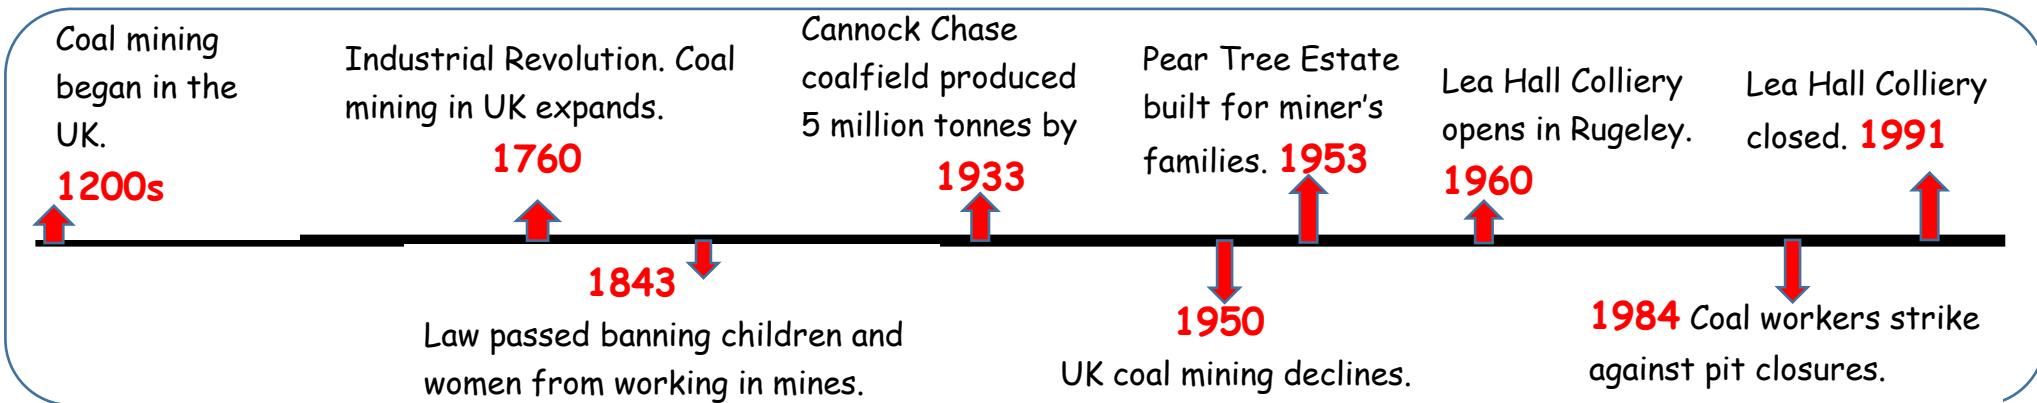 Coal mining
began in the
UK.
1200s
Industrial Revolution. Coal
mining in UK expands.
1760
1843
Law passed banning children and
women from working in mines.
Cannock Chase
coalfield produced
5 million tonnes by
1933
1950
UK coal mining declines.
Pear Tree Estate
built for miner's
families. 1953
Lea Hall Colliery
opens in Rugeley.
1960
1984 Coal workers strike
against pit closures.
Lea Hall Colliery
closed. 1991